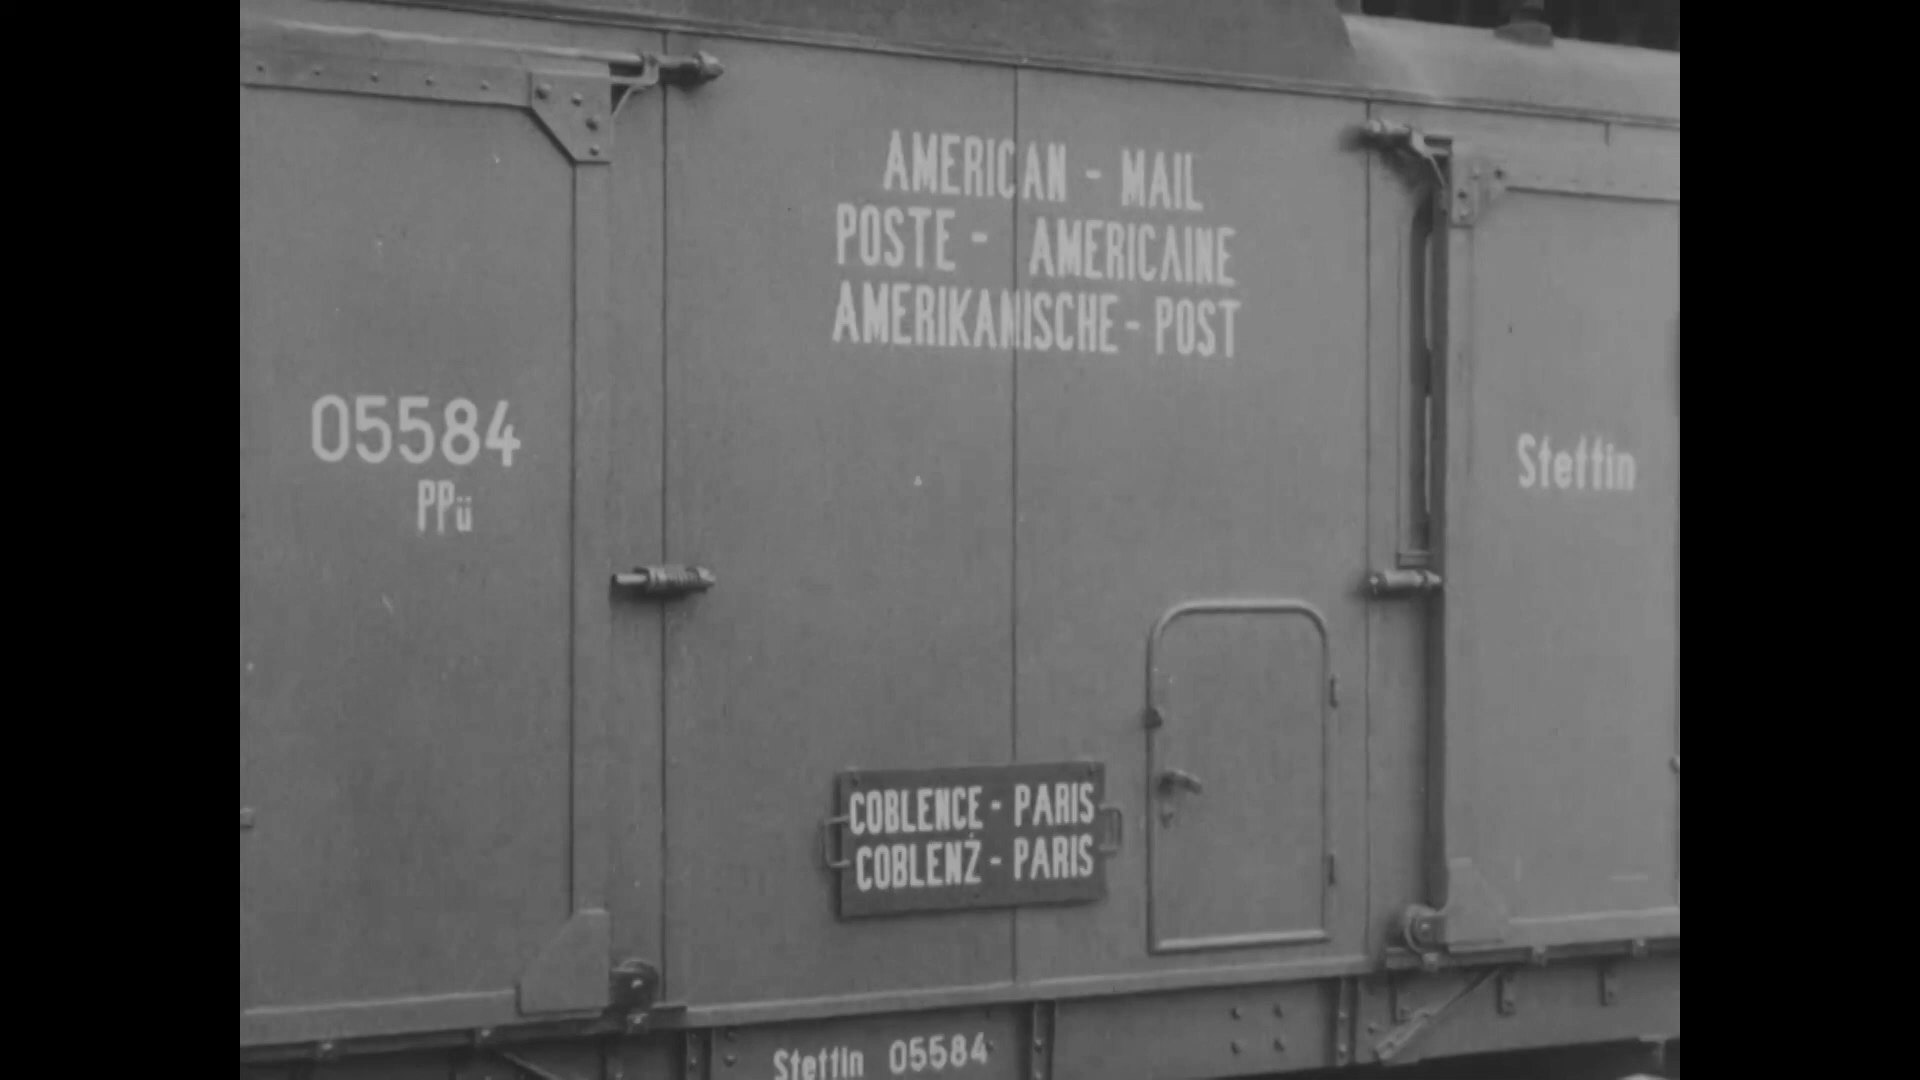 AMERICAN - MAIL
POSTE - AMERICAINE
AMERIKANISCHE - POST
05584
PPü
Stettin
COBLENCE - PARIS
COBLENZ - PARIS
Stettin 05584